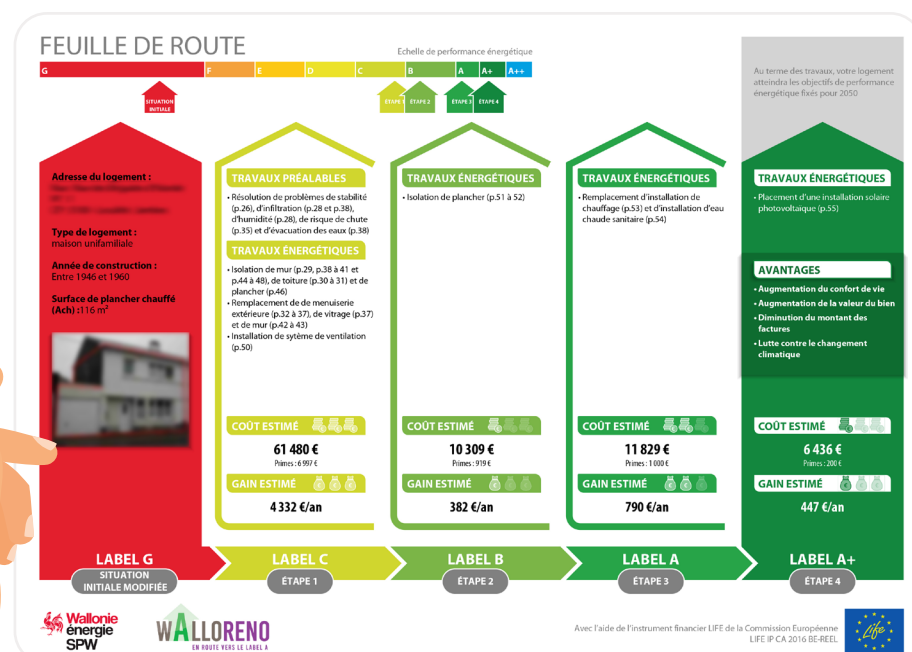 FEUILLE DE ROUTE
Echelle de performance énergétique
G F E D C B A A+ A++
SITUATION
INITIALE
ÉTAPE 1
ÉTAPE 2
ÉTAPE 3
ÉTAPE 4
Au terme des travaux, votre logement
atteindra les objectifs de performance
énergétique fixés pour 2050
Adresse du logement :
Type de logement :
maison unifamiliale
Année de construction :
Entre 1946 et 1960
Surface de plancher chauffé
(Ach) :116 m²
LABEL G
SITUATION
INITIALE MODIFIÉE
TRAVAUX PRÉALABLES
• Résolution de problèmes de stabilité
(p.26), d'infiltration (p.28 et p.38),
d'humidité (p.28), de risque de chute
(p.35) et d'évacuation des eaux (p.38)
TRAVAUX ÉNERGÉTIQUES
• Isolation de mur (p.29, p.38 à 41 et
p.44 à 48), de toiture (p.30 à 31) et de
plancher (p.46)
• Remplacement de de menuiserie
extérieure (p.32 à 37), de vitrage (p.37)
et de mur (p.42 à 43)
• Installation de sytème de ventilation
(p.50)
COÛT ESTIMÉ
61 480 €
Primes : 6 997 €
GAIN ESTIMÉ
4 332 €/an
LABEL C
ÉTAPE 1
TRAVAUX ÉNERGÉTIQUES
• Isolation de plancher (p.51 à 52)
COÛT ESTIMÉ
10 309 €
Primes : 919 €
GAIN ESTIMÉ
382 €/an
LABEL B
ÉTAPE 2
TRAVAUX ÉNERGÉTIQUES
• Remplacement d'installation de
chauffage (p.53) et d'installation d'eau
chaude sanitaire (p.54)
COÛT ESTIMÉ
11 829 €
Primes : 1 000 €
GAIN ESTIMÉ
790 €/an
LABEL A
ÉTAPE 3
TRAVAUX ÉNERGÉTIQUES
• Placement d'une installation solaire
photovoltaïque (p.55)
AVANTAGES
• Augmentation du confort de vie
• Augmentation de la valeur du bien
• Diminution du montant des
factures
• Lutte contre le changement
climatique
COÛT ESTIMÉ
6 436 €
Primes : 200 €
GAIN ESTIMÉ
447 €/an
LABEL A+
ÉTAPE 4
Wallonie
énergie
SPW
WALLORENO
EN ROUTE VERS LE LABEL A
Avec l'aide de l'instrument financier LIFE de la Commission Européenne
LIFE IP CA 2016 BE-REEL
Life